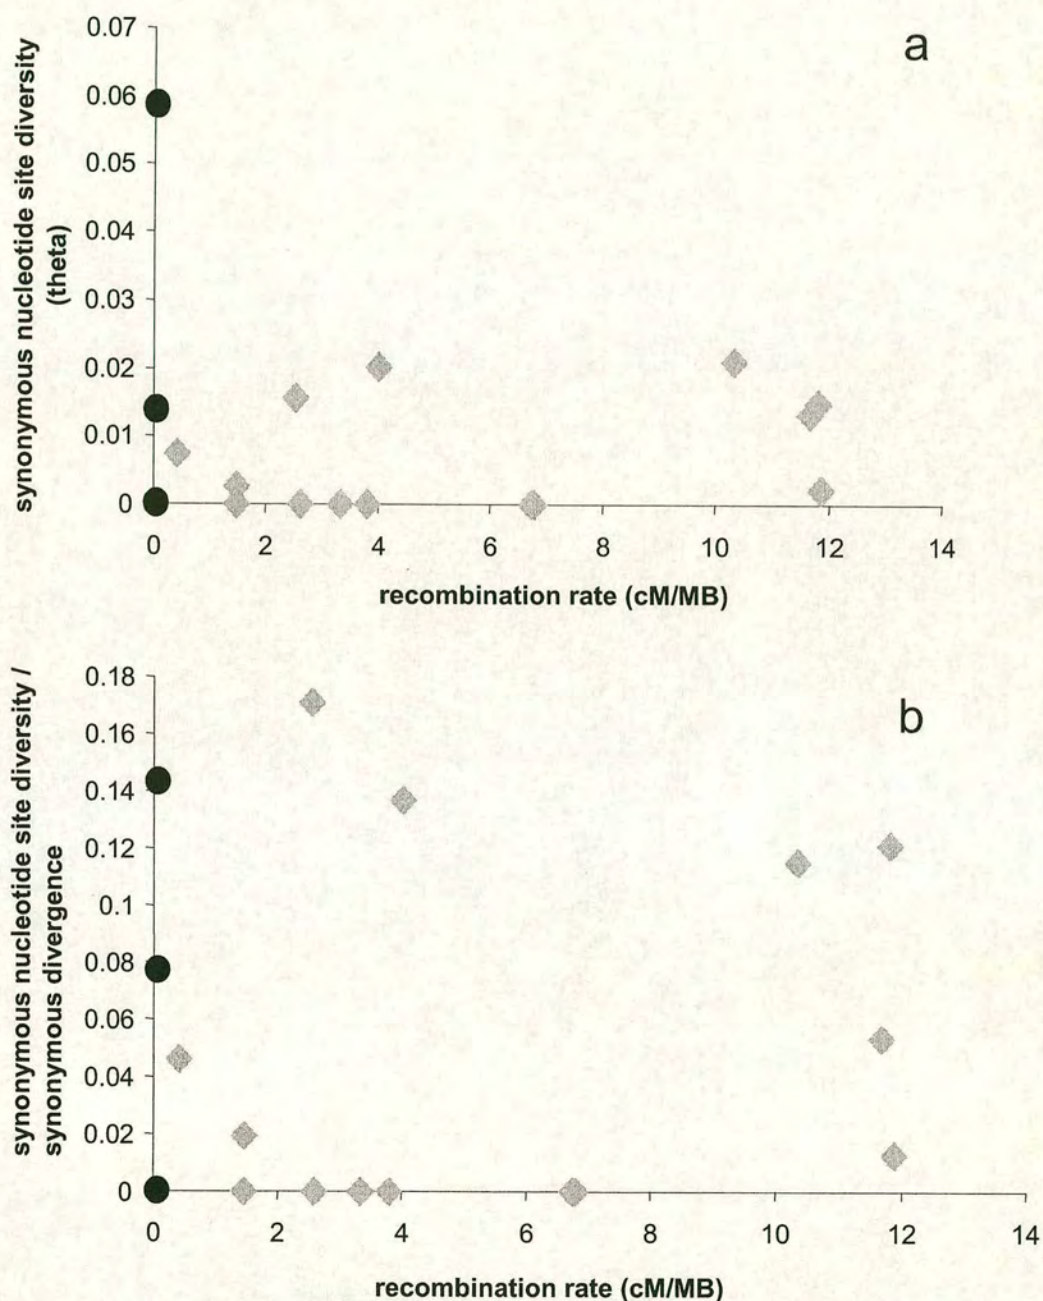 a
synonymous nucleotide site diversity
(theta)
0.07
0.06
0.05
0.04
0.03
0.02
0.01
0
0 2 4 6 8 10 12 14
recombination rate (cM/MB)
b
synonymous nucleotide site diversity /
synonymous divergence
0.18
0.16
0.14
0.12
0.1
0.08
0.06
0.04
0.02
0
0 2 4 6 8 10 12 14
recombination rate (cM/MB)